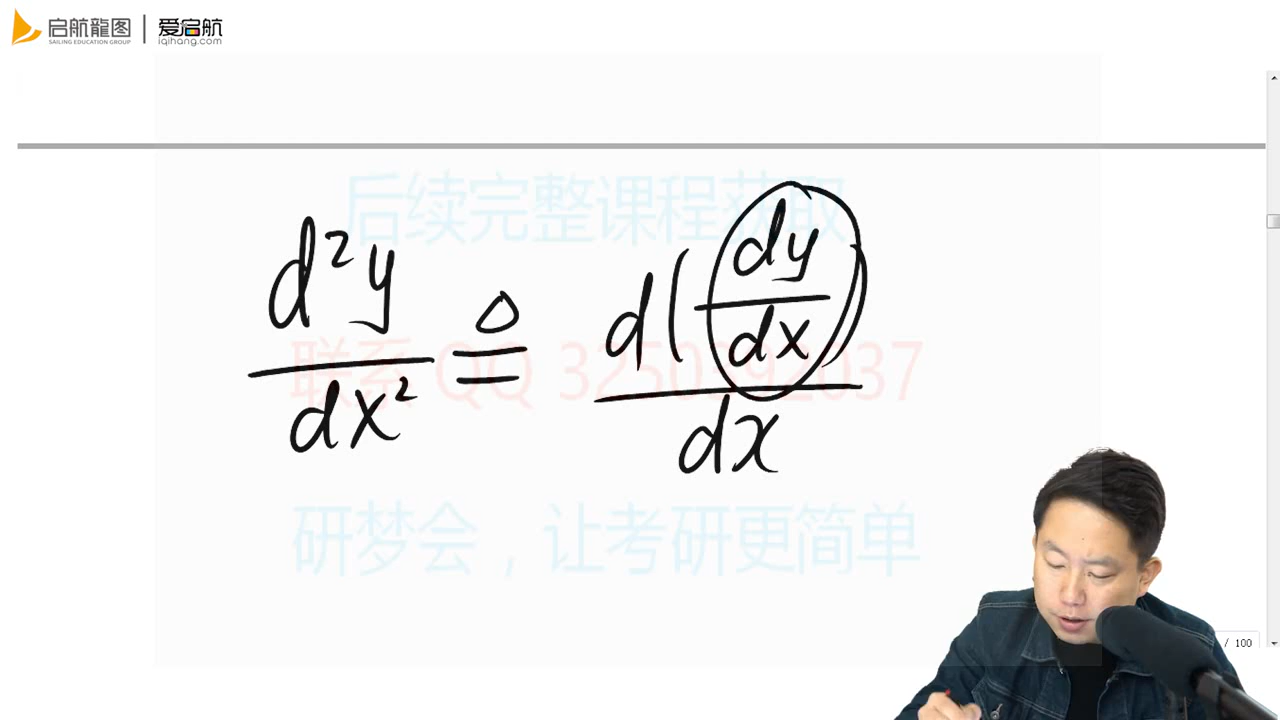 启航龍图 | 爱启航
SAILING EDUCATION GROUP iqihang.com
后续完整课程获取
d²y/dx² ≜ d(dy/dx)/dx
联系QQ 3250792037
研梦会，让考研更简单
/ 100